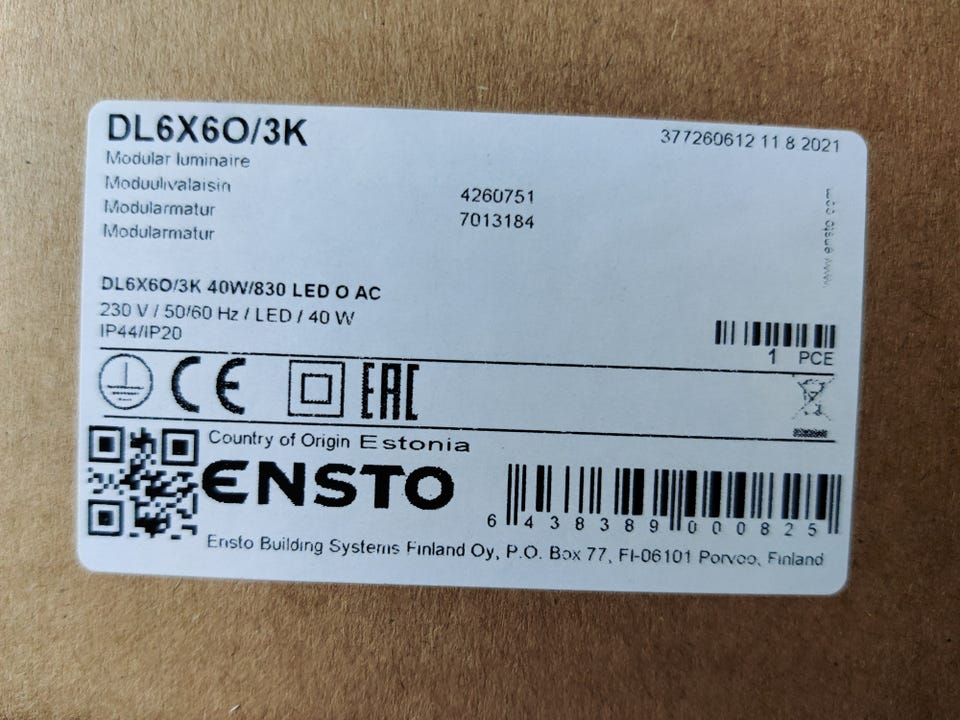 DL6X6O/3K
377260612 11 8 2021
Modular luminaire
Moduulivalaisin 4260751
Modularmatur 7013184
Modularmatur
www.ensto.com
DL6X6O/3K 40W/830 LED O AC
230 V / 50/60 Hz / LED / 40 W
IP44/IP20
1 PCE
CE EAC
Country of Origin Estonia
ENSTO
6 438389 000825
Ensto Building Systems Finland Oy, P.O. Box 77, FI-06101 Porvoo, Finland